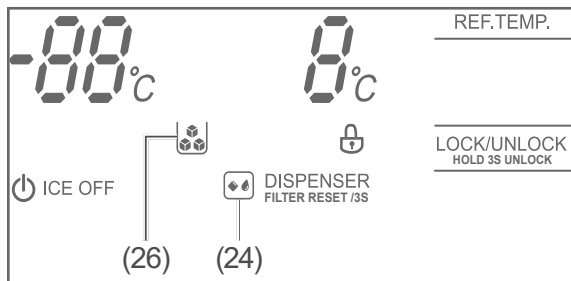 -88°C
8°C
REF.TEMP.
LOCK/UNLOCK
HOLD 3S UNLOCK
ICE OFF
DISPENSER
FILTER RESET /3S
(26)
(24)